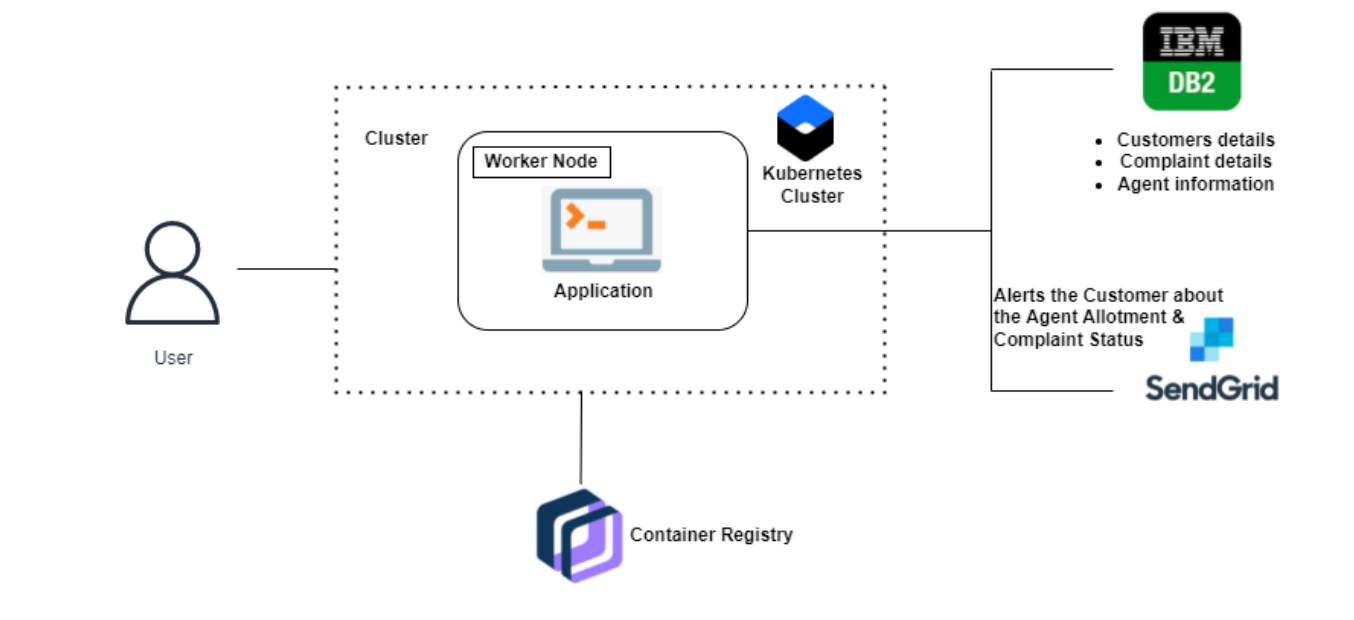 IBM
DB2
Cluster
Worker Node
Kubernetes
Cluster
Application
• Customers details
• Complaint details
• Agent information
User
Alerts the Customer about
the Agent Allotment &
Complaint Status
SendGrid
Container Registry